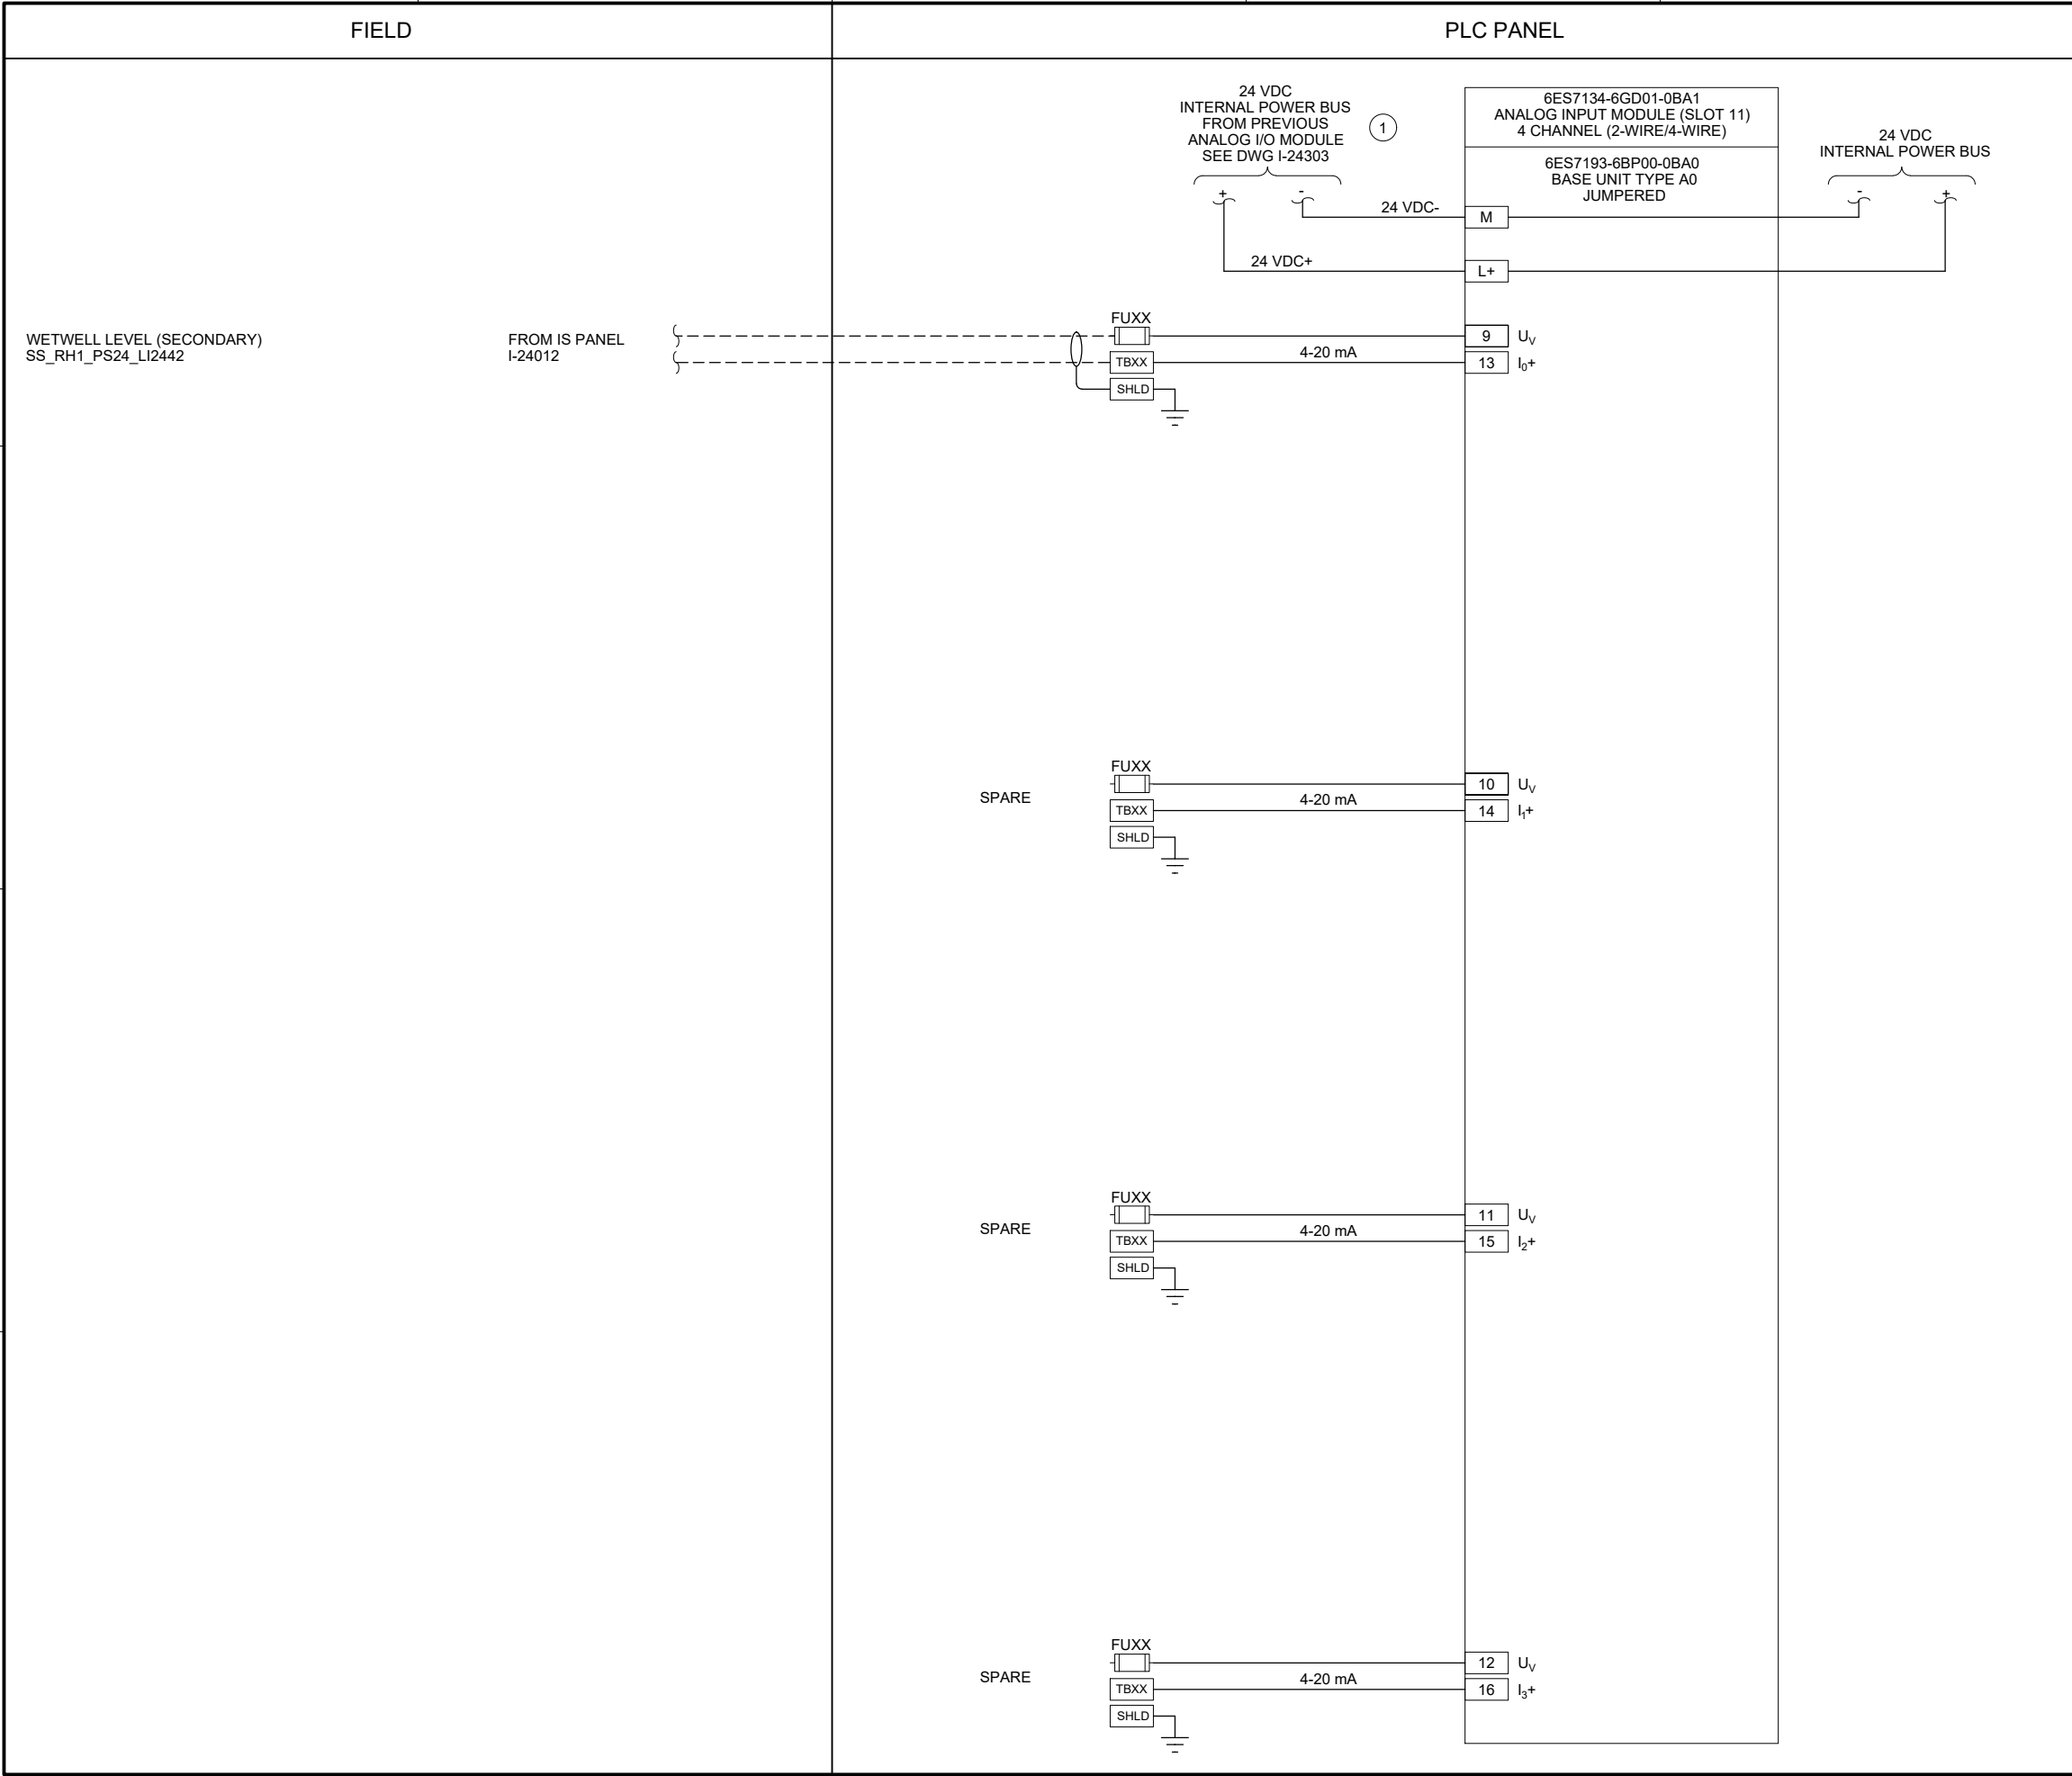 FIELD
PLC PANEL
24 VDC
INTERNAL POWER BUS
FROM PREVIOUS
ANALOG I/O MODULE
SEE DWG I-24303
1
6ES7134-6GD01-0BA1
ANALOG INPUT MODULE (SLOT 11)
4 CHANNEL (2-WIRE/4-WIRE)
6ES7193-6BP00-0BA0
BASE UNIT TYPE A0
JUMPERED
24 VDC
INTERNAL POWER BUS
+ -
- +
24 VDC- M
24 VDC+ L+
WETWELL LEVEL (SECONDARY)
SS_RH1_PS24_LI2442
FROM IS PANEL
I-24012
FUXX
9 UV
TBXX 4-20 mA 13 I0+
SHLD
SPARE
FUXX
10 UV
TBXX 4-20 mA 14 I1+
SHLD
SPARE
FUXX
11 UV
TBXX 4-20 mA 15 I2+
SHLD
SPARE
FUXX
12 UV
TBXX 4-20 mA 16 I3+
SHLD